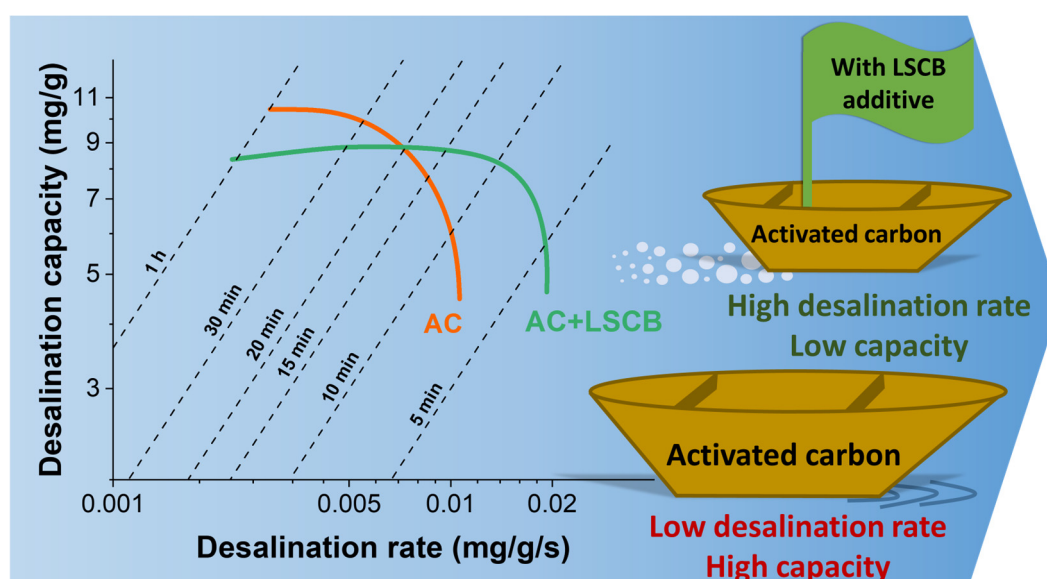 With LSCB
additive
Activated carbon
High desalination rate
Low capacity
Activated carbon
Low desalination rate
High capacity
Desalination capacity (mg/g)
11
9
7
5
3
1 h
30 min
20 min
15 min
10 min
5 min
AC
AC+LSCB
0.001
0.005
0.01
0.02
Desalination rate (mg/g/s)